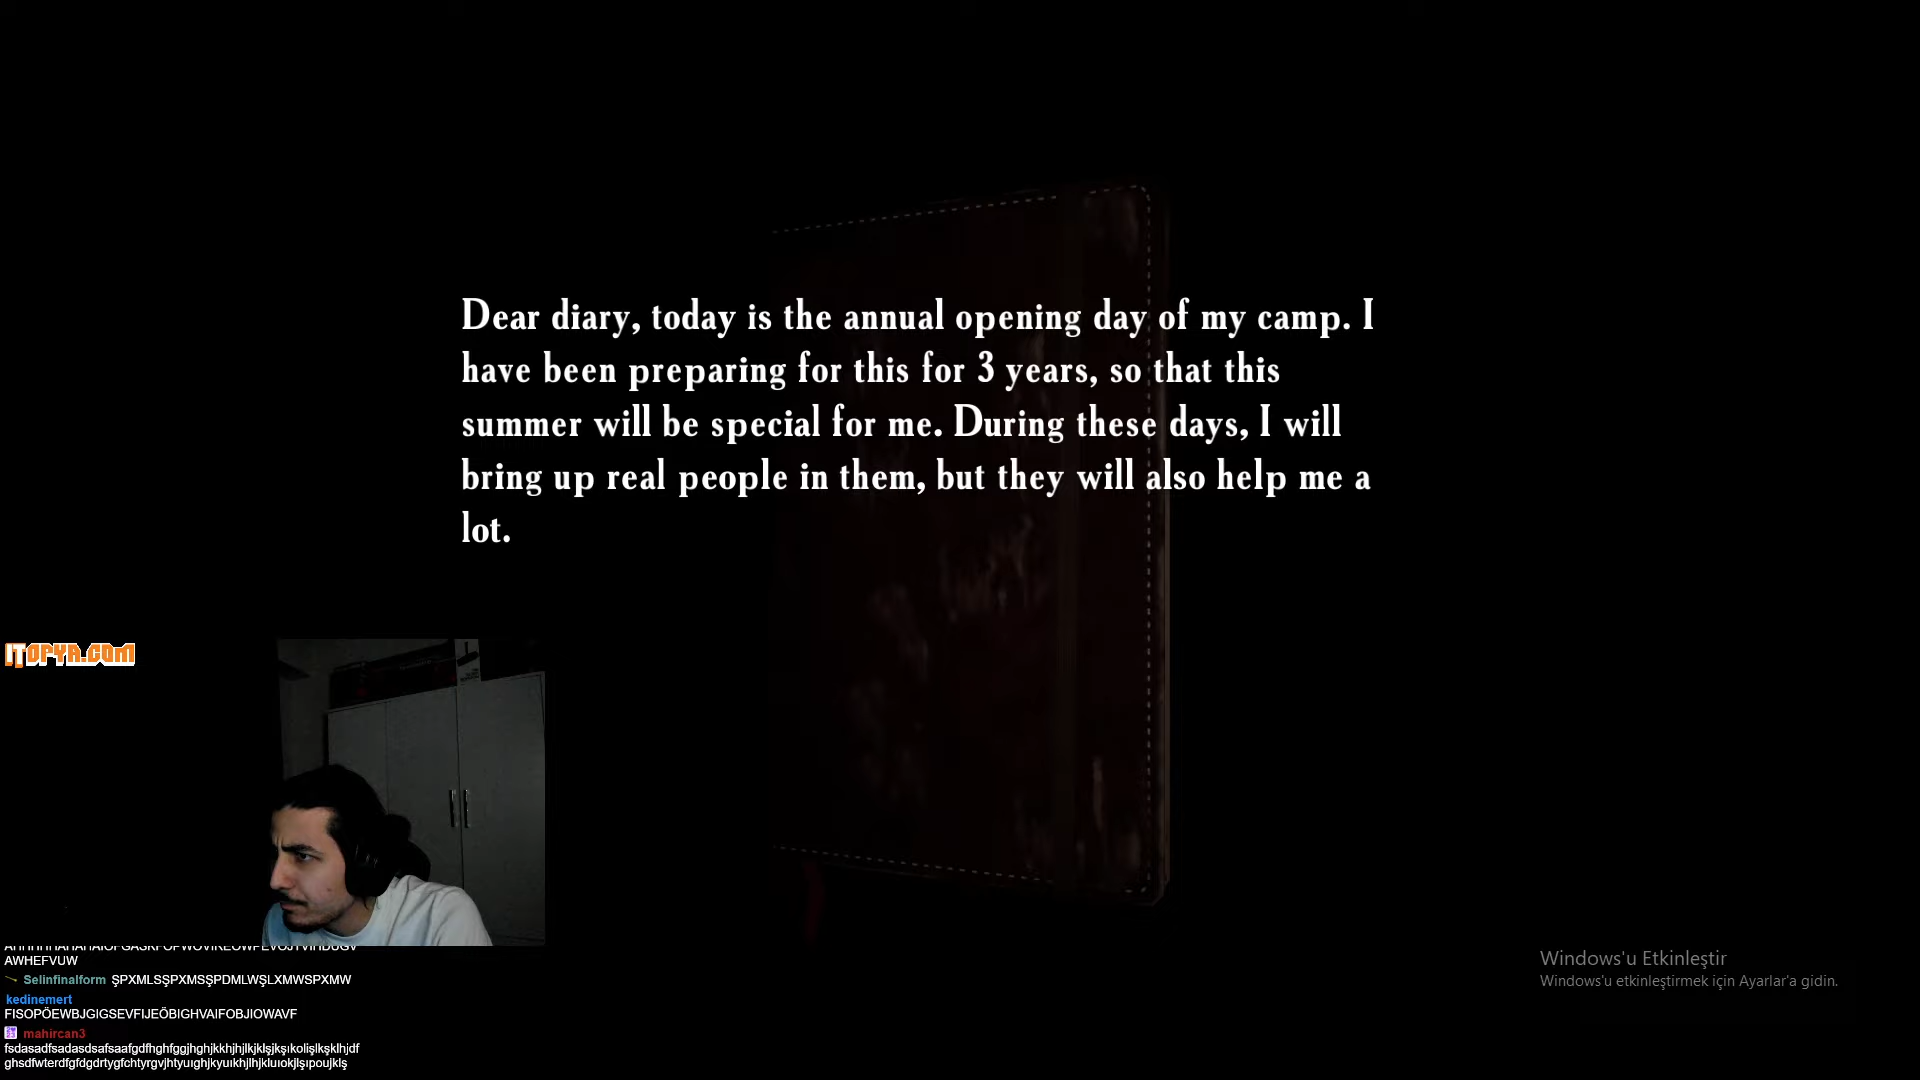 Dear diary, today is the annual opening day of my camp. I
have been preparing for this for 3 years, so that this
summer will be special for me. During these days, I will
bring up real people in them, but they will also help me a
lot.
ITOPYA.COM
AWHEFVUW
Selinfinalform ŞPXMLSŞPXMSŞPDMLWŞLXMWSPXMW
kedinemert
FISOPÖEWBJGIGSEVFIJEÖBIGHVAIFOBJIOWAVF
mahircan3
fsdasadfsadasdsafsaafgdfhghfggjhghjkkhjhjlkjklşjkşıkolişlkşklhjdf
ghsdfwterdfgfdgdrtygfchtyrgvjhtyuıghjkyuıkhjlhjkluıokjlşıpoujklş
Windows'u Etkinleştir
Windows'u etkinleştirmek için Ayarlar'a gidin.